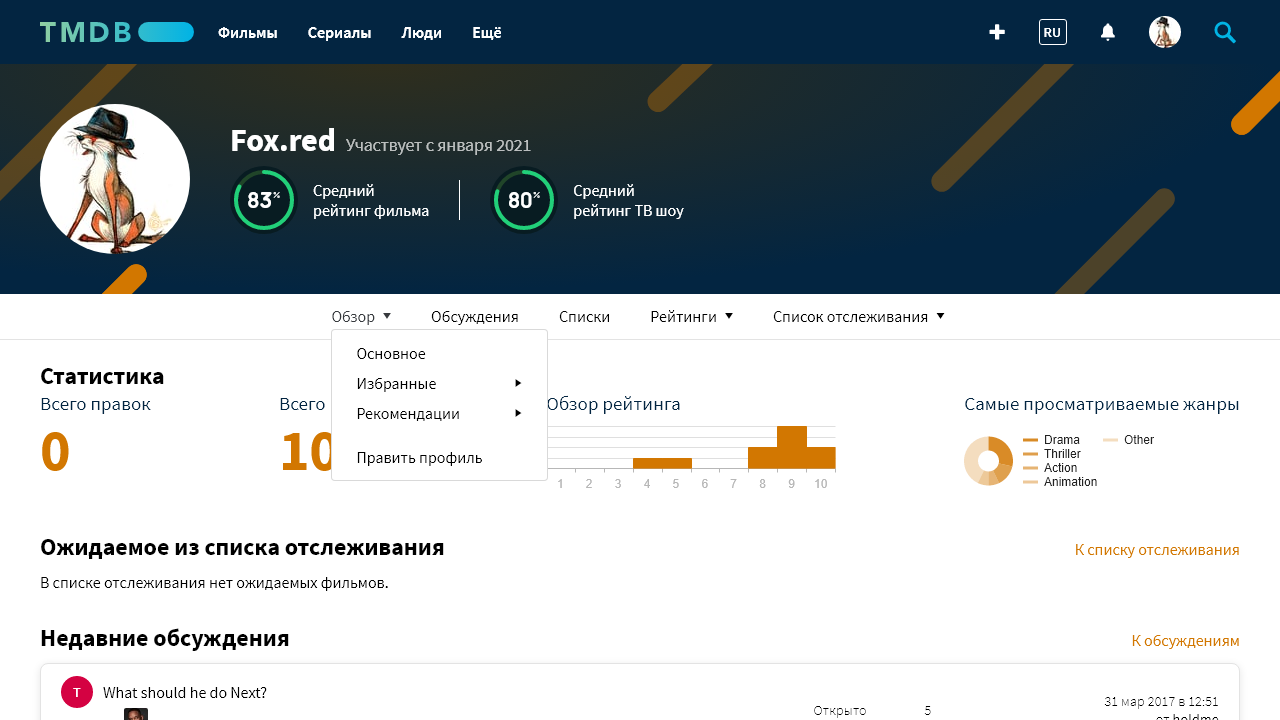 TMDB Фильмы Сериалы Люди Ещё RU
Fox.red Участвует с января 2021
83% Средний рейтинг фильма
80% Средний рейтинг ТВ шоу
Обзор Обсуждения Списки Рейтинги Список отслеживания
Основное
Избранные
Рекомендации
Править профиль
Статистика
Всего правок
0
Всего
10
Обзор рейтинга
1 2 3 4 5 6 7 8 9 10
Самые просматриваемые жанры
Drama
Thriller
Action
Animation
Other
Ожидаемое из списка отслеживания К списку отслеживания
В списке отслеживания нет ожидаемых фильмов.
Недавние обсуждения К обсуждениям
T What should he do Next?
Открыто 5
31 мар 2017 в 12:51
от holdme